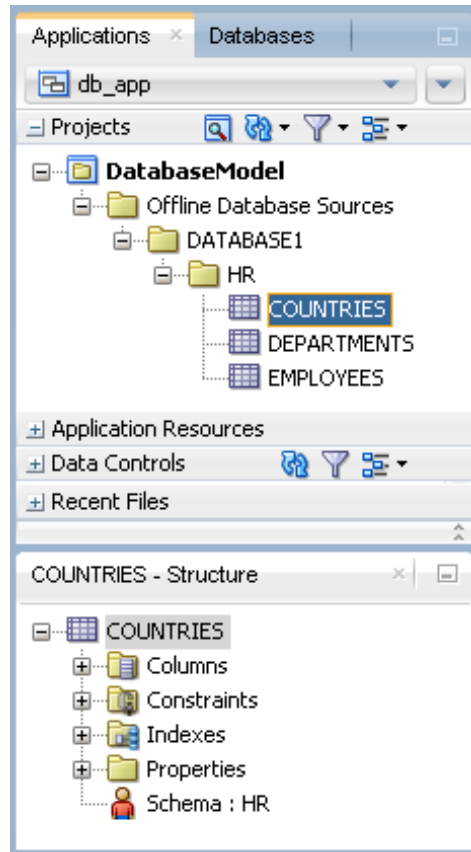 Applications Databases
db_app
Projects
DatabaseModel
Offline Database Sources
DATABASE1
HR
COUNTRIES
DEPARTMENTS
EMPLOYEES
Application Resources
Data Controls
Recent Files
COUNTRIES - Structure
COUNTRIES
Columns
Constraints
Indexes
Properties
Schema : HR